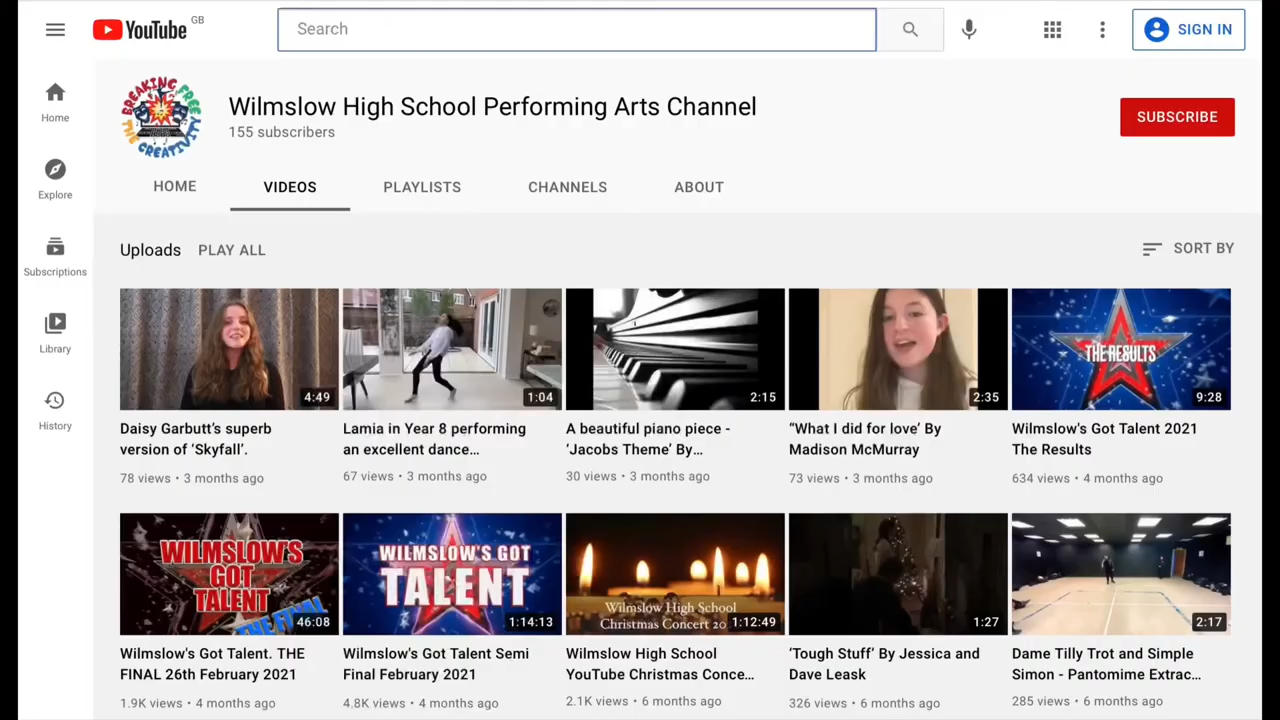 YouTube GB
Search
SIGN IN
Home
Explore
Subscriptions
Library
History
BREAKING FREE
THE CREATIVITY
Wilmslow High School Performing Arts Channel
155 subscribers
SUBSCRIBE
HOME VIDEOS PLAYLISTS CHANNELS ABOUT
Uploads PLAY ALL
SORT BY
4:49
Daisy Garbutt’s superb
version of ‘Skyfall’.
78 views • 3 months ago
1:04
Lamia in Year 8 performing
an excellent dance…
67 views • 3 months ago
2:15
A beautiful piano piece -
‘Jacobs Theme’ By…
30 views • 3 months ago
2:35
“What I did for love’ By
Madison McMurray
73 views • 3 months ago
THE RESULTS
9:28
Wilmslow's Got Talent 2021
The Results
634 views • 4 months ago
WILMSLOW'S
GOT
TALENT
THE FINAL
46:08
Wilmslow's Got Talent. THE
FINAL 26th February 2021
1.9K views • 4 months ago
WILMSLOW'S GOT
TALENT
1:14:13
Wilmslow's Got Talent Semi
Final February 2021
4.8K views • 4 months ago
Wilmslow High School
Christmas Concert 20
1:12:49
Wilmslow High School
YouTube Christmas Conce…
2.1K views • 6 months ago
1:27
‘Tough Stuff’ By Jessica and
Dave Leask
326 views • 6 months ago
2:17
Dame Tilly Trot and Simple
Simon - Pantomime Extrac…
285 views • 6 months ago